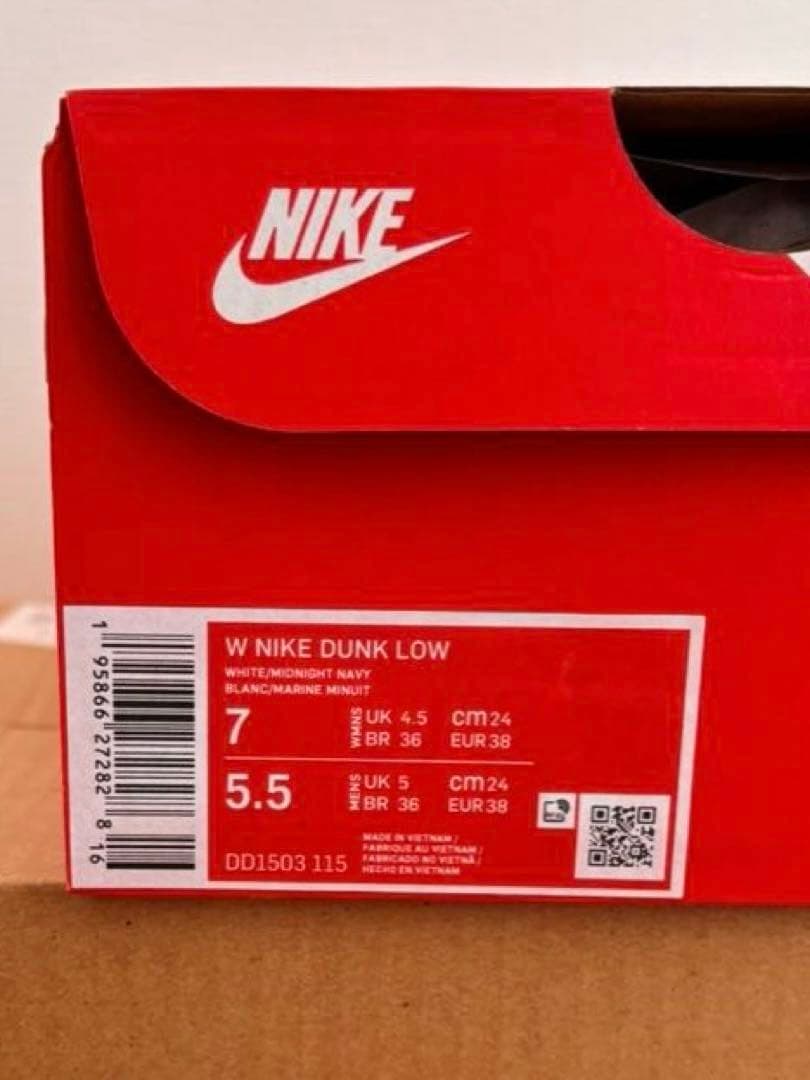 NIKE
W NIKE DUNK LOW
WHITE/MIDNIGHT NAVY
BLANC/MARINE MINUIT
7 WMNS UK 4.5 cm 24
BR 36 EUR 38
5.5 MENS UK 5 cm 24
BR 36 EUR 38
DD1503 115
MADE IN VIETNAM /
FABRIQUE AU VIETNAM /
FABRICADO NO VIETNÃ /
HECHO EN VIETNAM
1 95866 27282 8 16